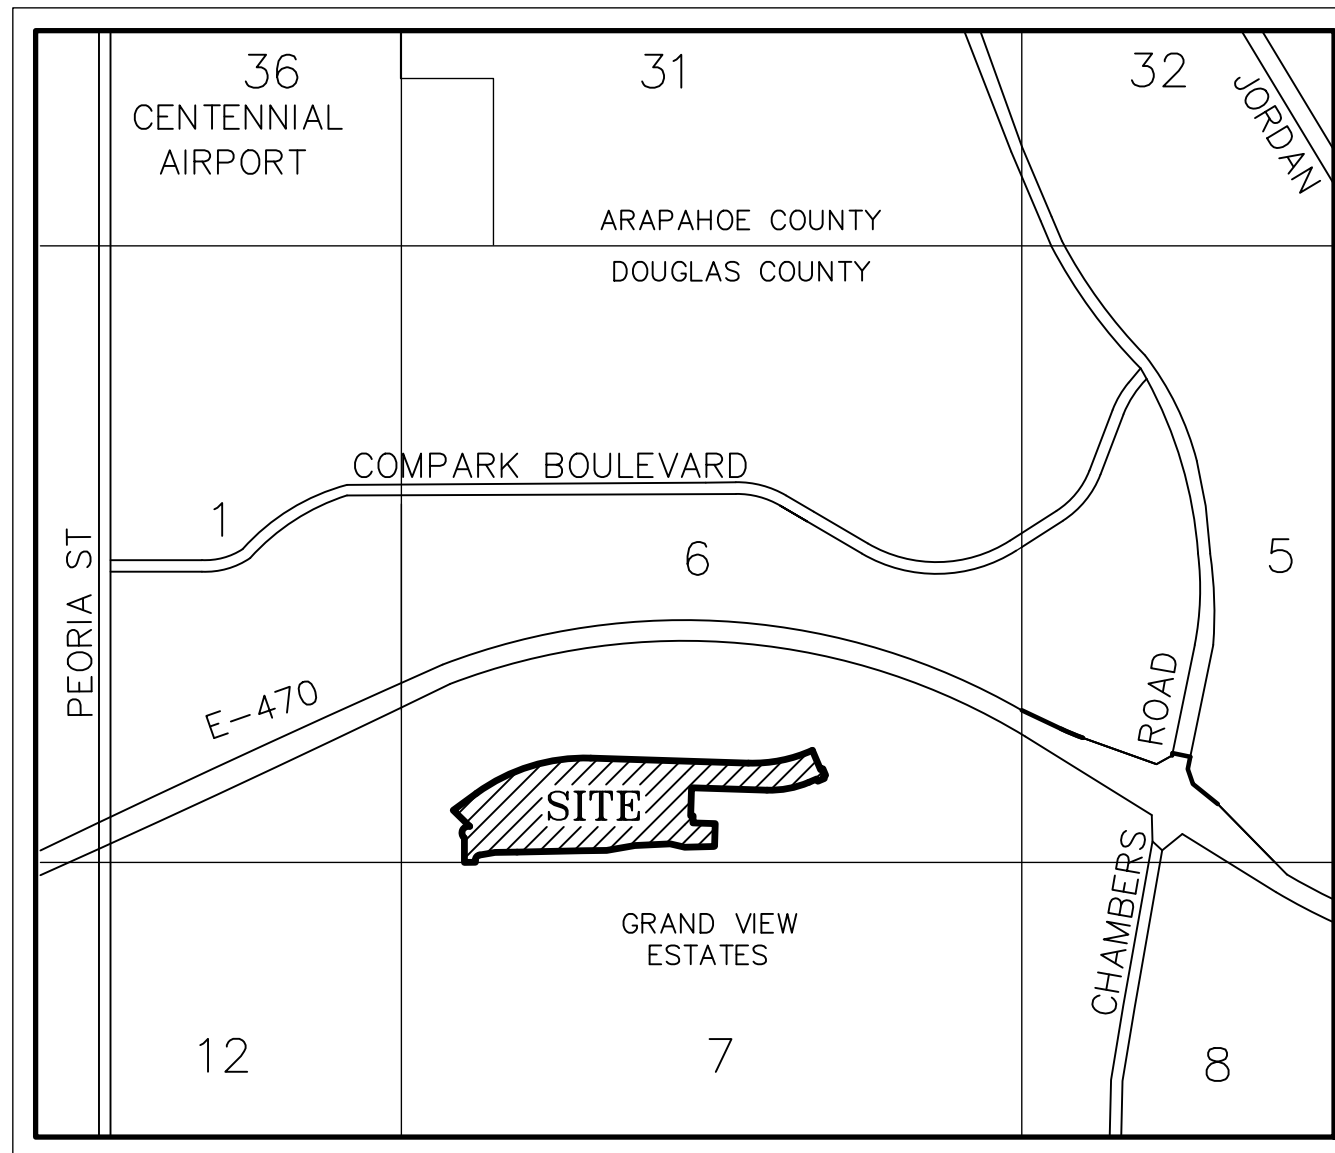 36
31
32
CENTENNIAL
AIRPORT
JORDAN
ARAPAHOE COUNTY
DOUGLAS COUNTY
COMPARK BOULEVARD
1
6
5
PEORIA ST
E-470
ROAD
SITE
CHAMBERS
GRAND VIEW
ESTATES
12
7
8